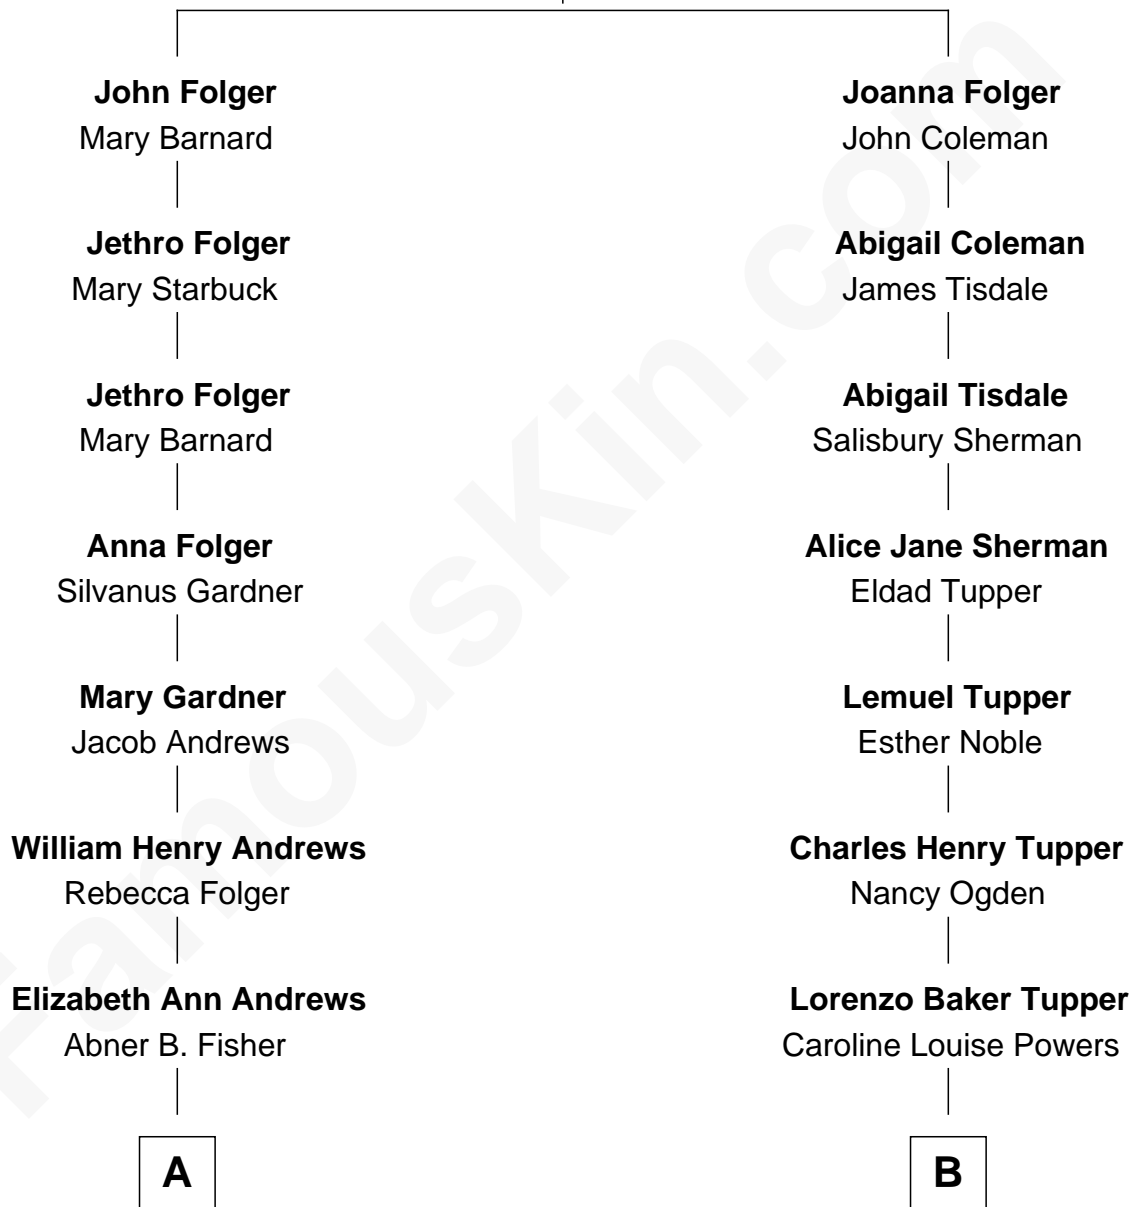 John Folger
Mary Barnard
Jethro Folger
Mary Starbuck
Jethro Folger
Mary Barnard
Anna Folger
Silvanus Gardner
Mary Gardner
Jacob Andrews
William Henry Andrews
Rebecca Folger
Elizabeth Ann Andrews
Abner B. Fisher
A
Joanna Folger
John Coleman
Abigail Coleman
James Tisdale
Abigail Tisdale
Salisbury Sherman
Alice Jane Sherman
Eldad Tupper
Lemuel Tupper
Esther Noble
Charles Henry Tupper
Nancy Ogden
Lorenzo Baker Tupper
Caroline Louise Powers
B
FamousKin.com